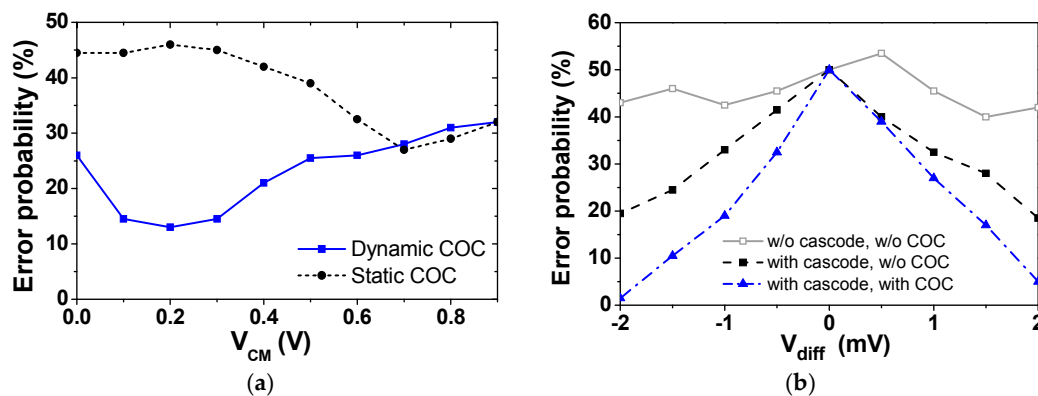 50
40
30
20
10
0
Error probability (%)
Dynamic COC
Static COC
0.0 0.2 0.4 0.6 0.8
V_CM (V)
(a)
60
50
40
30
20
10
0
Error probability (%)
w/o cascode, w/o COC
with cascode, w/o COC
with cascode, with COC
-2 -1 0 1 2
V_diff (mV)
(b)